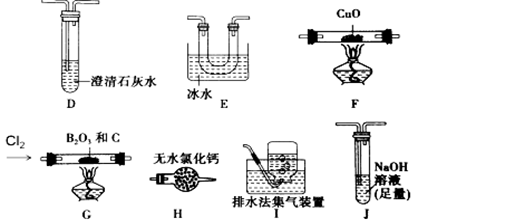 CuO
澄清石灰水
冰水
D
E
F
Cl₂
B₂O₃ 和 C
无水氯化钙
NaOH
溶液
(足量)
排水法集气装置
G
H
I
J